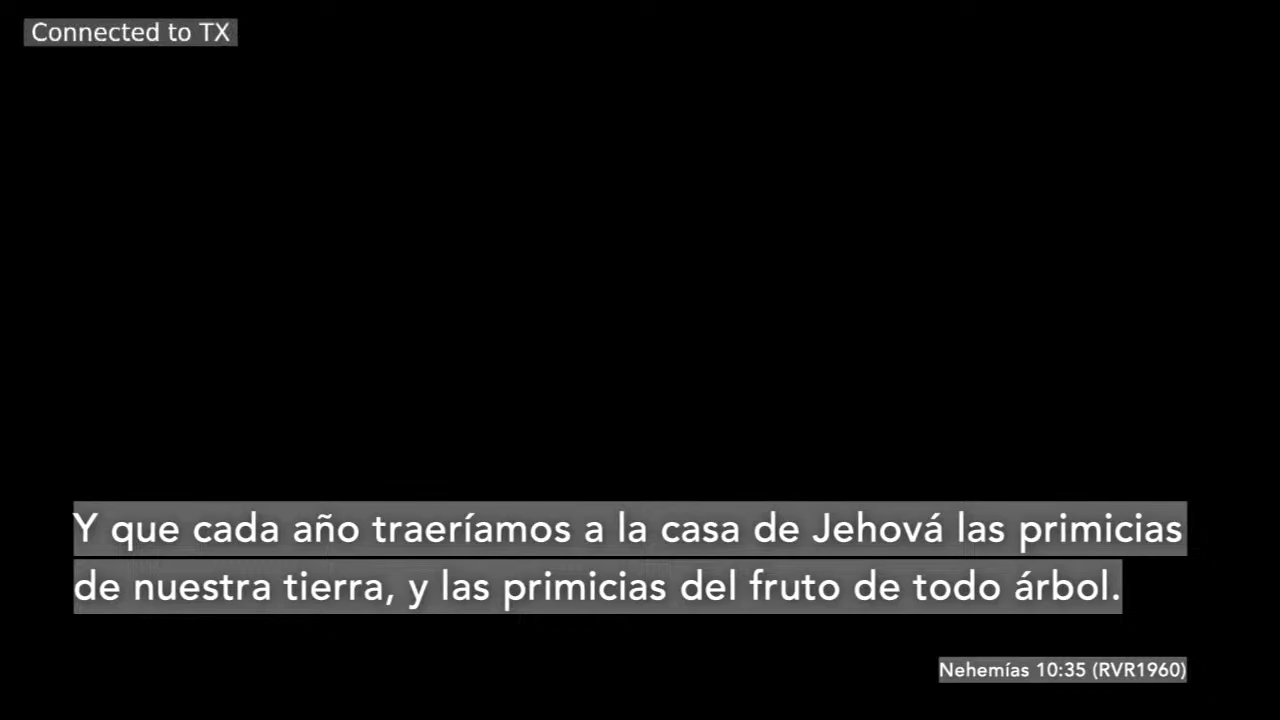 Connected to TX
Y que cada año traeríamos a la casa de Jehová las primicias
de nuestra tierra, y las primicias del fruto de todo árbol.
Nehemías 10:35 (RVR1960)